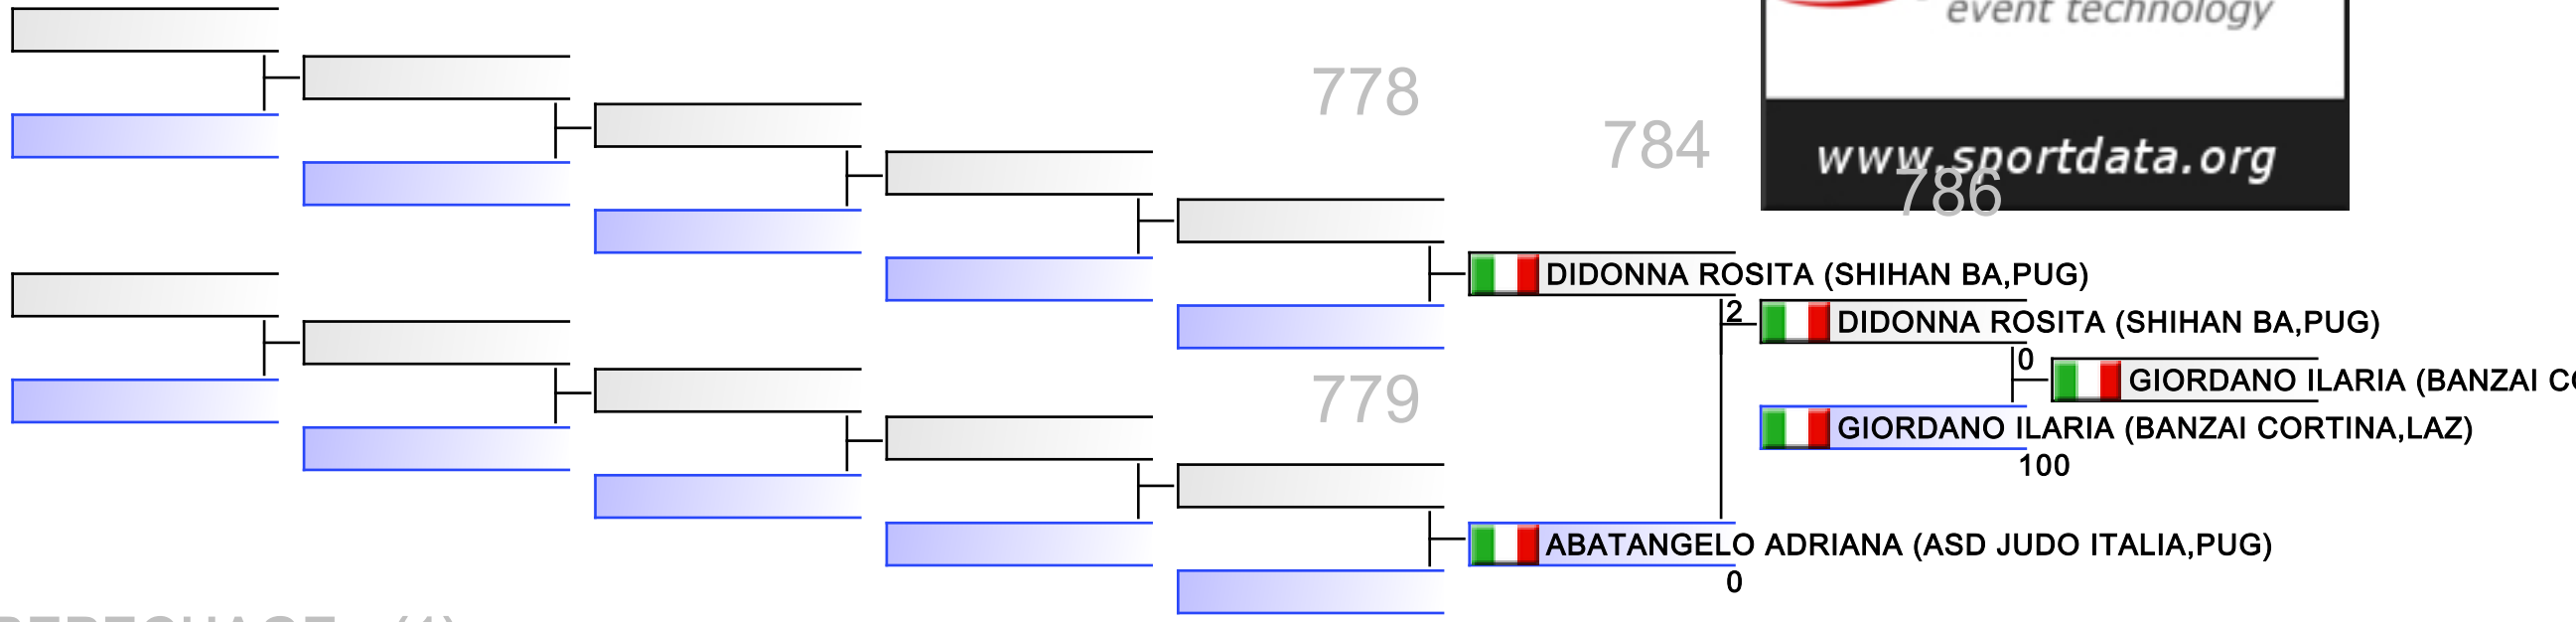 event technology
778
784
www.sportdata.org
786
DIDONNA ROSITA (SHIHAN BA,PUG)
2
DIDONNA ROSITA (SHIHAN BA,PUG)
0
GIORDANO ILARIA (BANZAI CO
779
GIORDANO ILARIA (BANZAI CORTINA,LAZ)
100
ABATANGELO ADRIANA (ASD JUDO ITALIA,PUG)
0